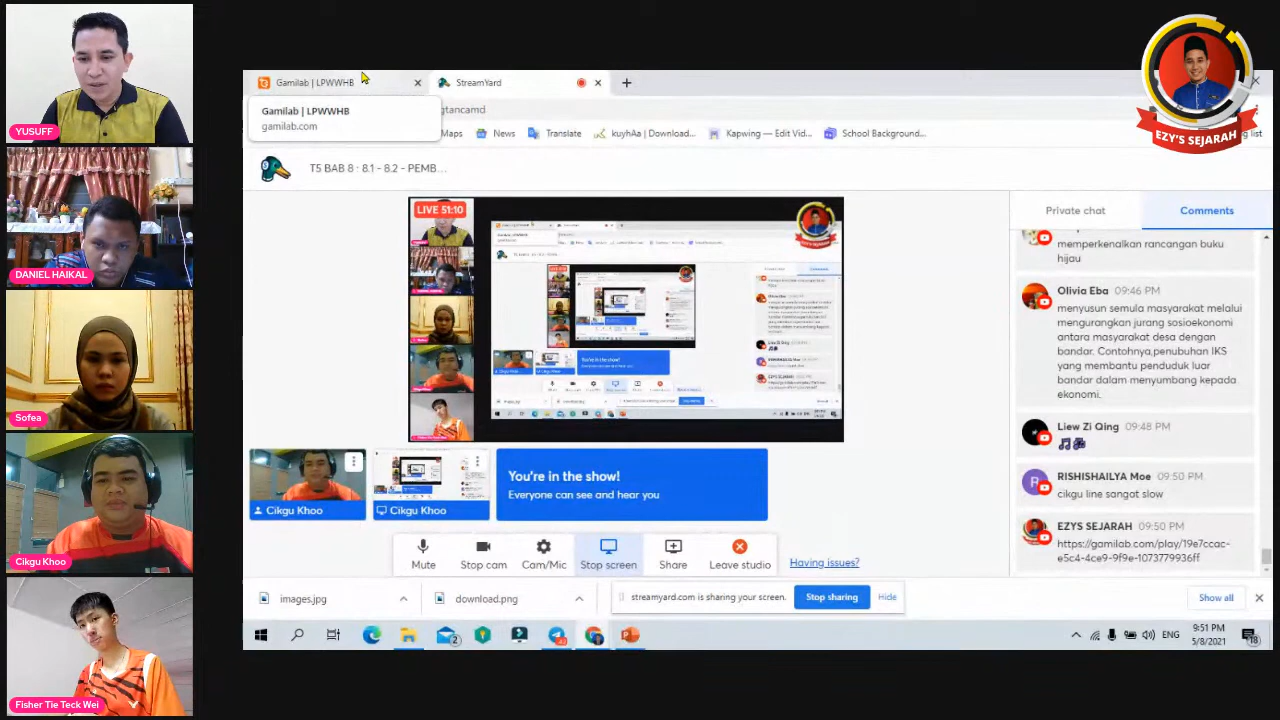 YUSUFF
DANIEL HAIKAL
Sofea
Cikgu Khoo
Fisher Tie Teck Wei
EZY'S SEJARAH
Gamilab | LPWWHB
StreamYard
Gamilab | LPWWHB
gamilab.com
gtancamd
Maps
News
Translate
kuyhAa | Download...
Kapwing — Edit Vid...
School Background...
T5 BAB 8 : 8.1 - 8.2 - PEMB...
LIVE 51:10
Cikgu Khoo
Cikgu Khoo
You're in the show!
Everyone can see and hear you
Mute
Stop cam
Cam/Mic
Stop screen
Share
Leave studio
Having issues?
Private chat
Comments
memperkenalkan rancangan buku
hijau
Olivia Eba 09:46 PM
menyusun semula masyarakat melalui
mengurangkan jurang sosioekonomi
antara masyarakat desa dengan
bandar. Contohnya,penubuhan IKS
yang membantu penduduk luar
bandar dalam menyumbang kepada
ekonomi.
Liew Zi Qing 09:48 PM
RISHISHAILYA Moe 09:50 PM
cikgu line sangat slow
EZYS SEJARAH 09:50 PM
https://gamilab.com/play/19e7ccac-
e5c4-4ce9-9f9e-1073779936ff
images.jpg
download.png
streamyard.com is sharing your screen.
Stop sharing
Hide
Show all
2
ENG
9:51 PM
5/8/2021
18